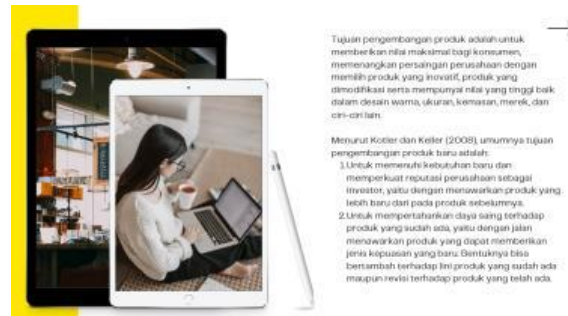 Tujuan pengembangan produk adalah untuk
memberikan nilai maksimal bagi konsumen,
memenangkan persaingan perusahaan dengan
memilih produk yang inovatif, produk yang
dimodifikasi serta mempunyai nilai yang tinggi baik
dalam desain warna, ukuran, kemasan, merek, dan
ciri-ciri lain.
Menurut Kotler dan Keller (2008), umumnya tujuan
pengembangan produk baru adalah:
1.Untuk memenuhi kebutuhan baru dan
memperkuat reputasi perusahaan sebagai
investor, yaitu dengan menawarkan produk yang
lebih baru dari pada produk sebelumnya.
2.Untuk mempertahankan daya saing terhadap
produk yang sudah ada, yaitu dengan jalan
menawarkan produk yang dapat memberikan
jenis kepuasan yang baru. Bentuknya bisa
bertambah terhadap lini produk yang sudah ada
maupun revisi terhadap produk yang telah ada.